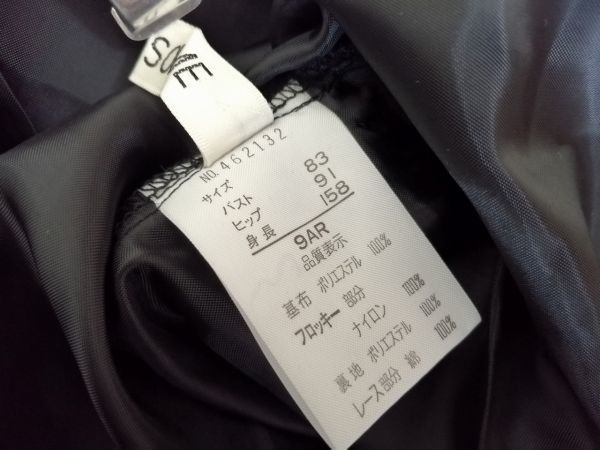 NO. 462132
サイズ
バスト 83
ヒップ 91
身長 158
9AR
品質表示
基布 ポリエステル 100%
フロッキー部分
ナイロン 100%
裏地 ポリエステル 100%
レース部分 綿 100%